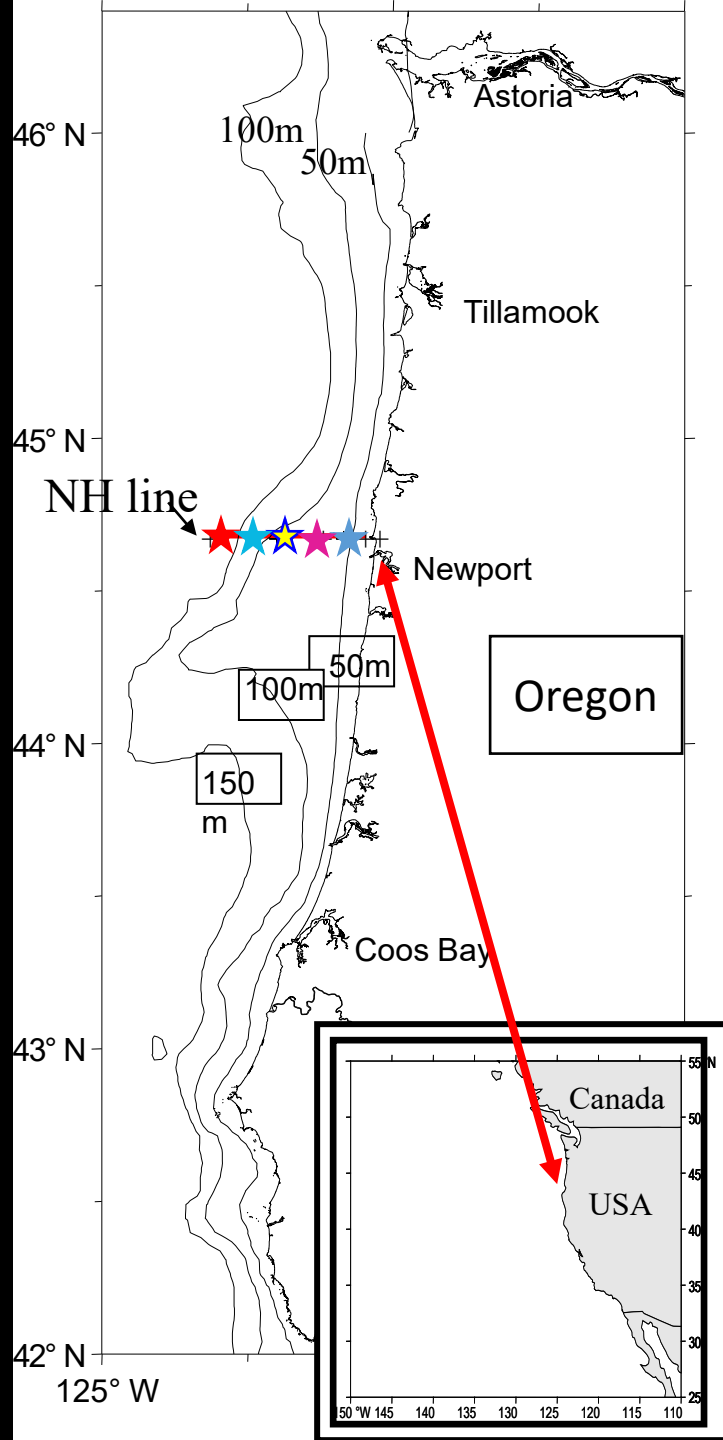 Astoria
46° N
100m
50m
Tillamook
45° N
NH line
Newport
50m
100m
Oregon
44° N
150
m
Coos Bay
43° N
42° N
125° W
55 N
Canada
50
45
USA
40
35
30
25
150 °W 145 140 135 130 125 120 115 110